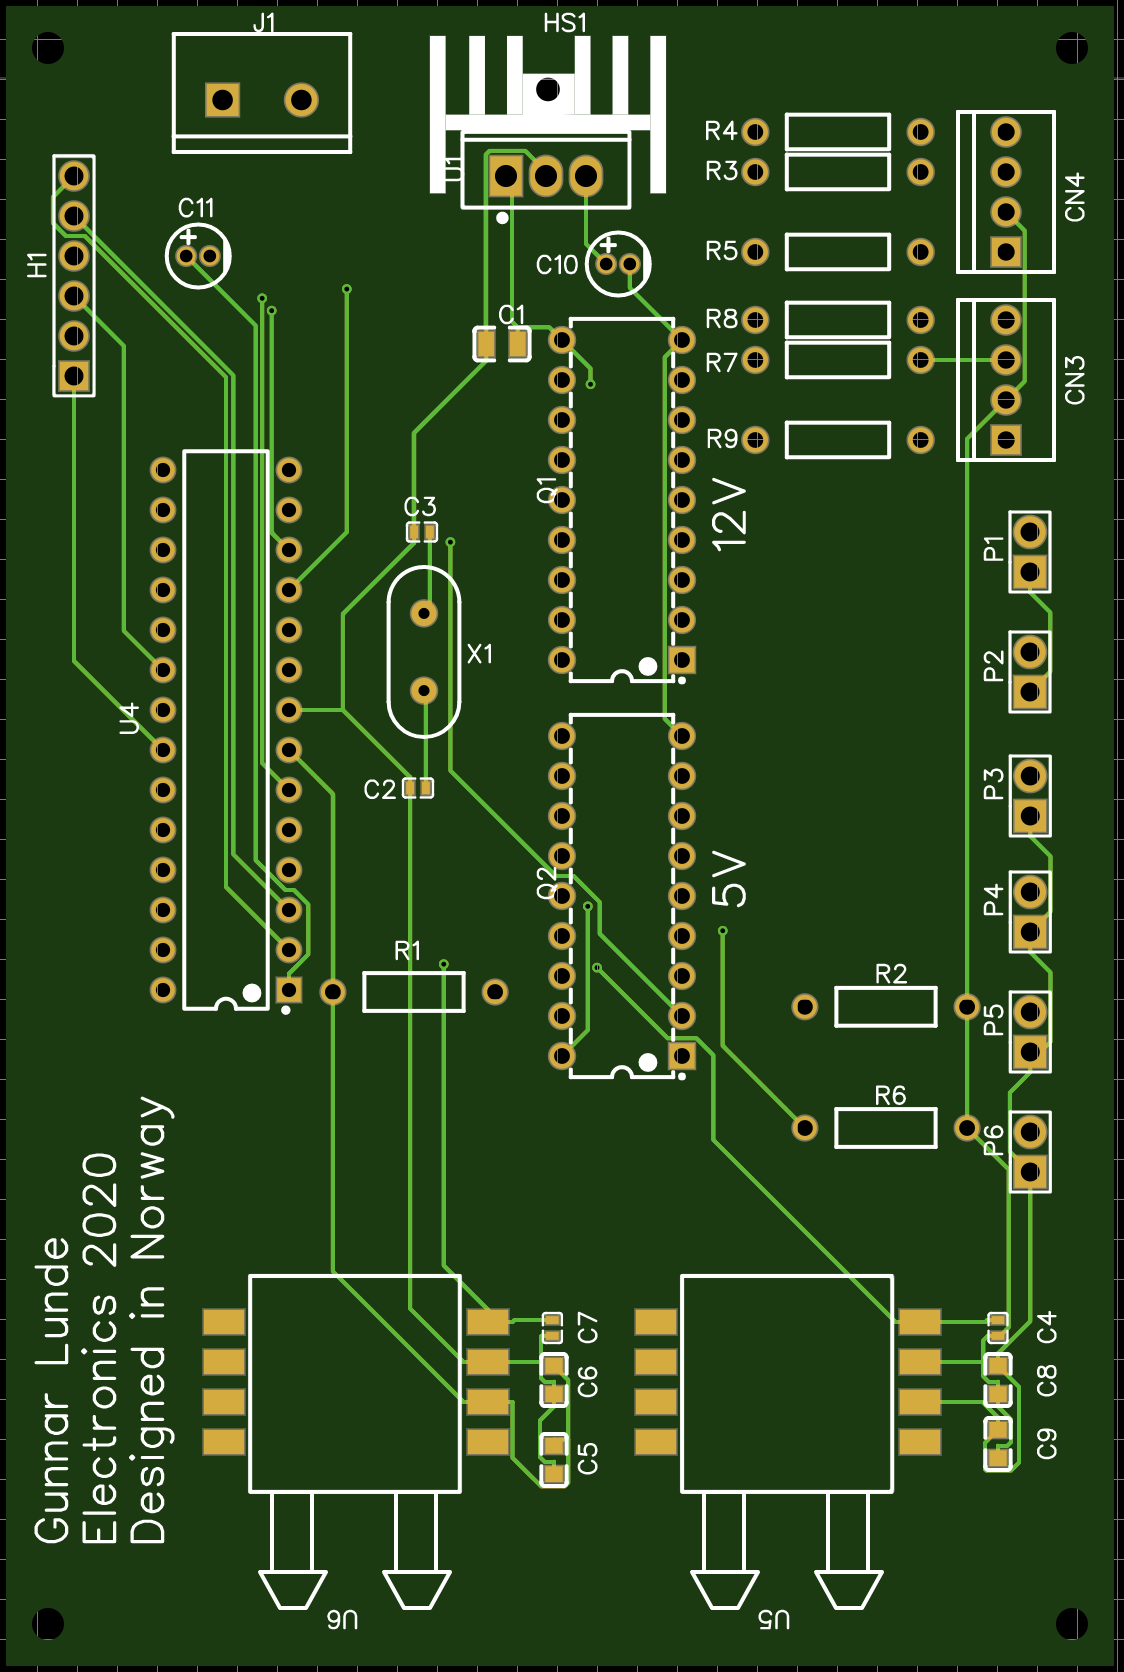 J1
HS1
R4
R3
CN4
U1
C11
R5
H1
C10
C1
R8
R7
CN3
R9
Q1
C3
12V
P1
X1
P2
U4
C2
P3
Q2
5V
P4
R1
R2
P5
R6
P6
Gunnar Lunde
Electronics 2020
Designed in Norway
C7
C4
C6
C8
C5
C9
U6
U5